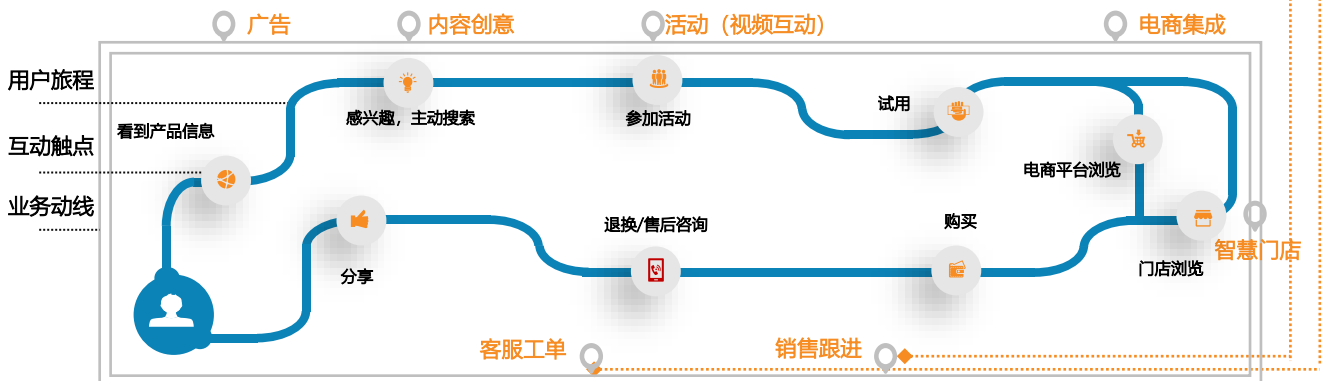 广告
内容创意
活动（视频互动）
电商集成
用户旅程
感兴趣，主动搜索
参加活动
试用
看到产品信息
互动触点
电商平台浏览
业务动线
退换/售后咨询
购买
智慧门店
分享
门店浏览
客服工单
销售跟进